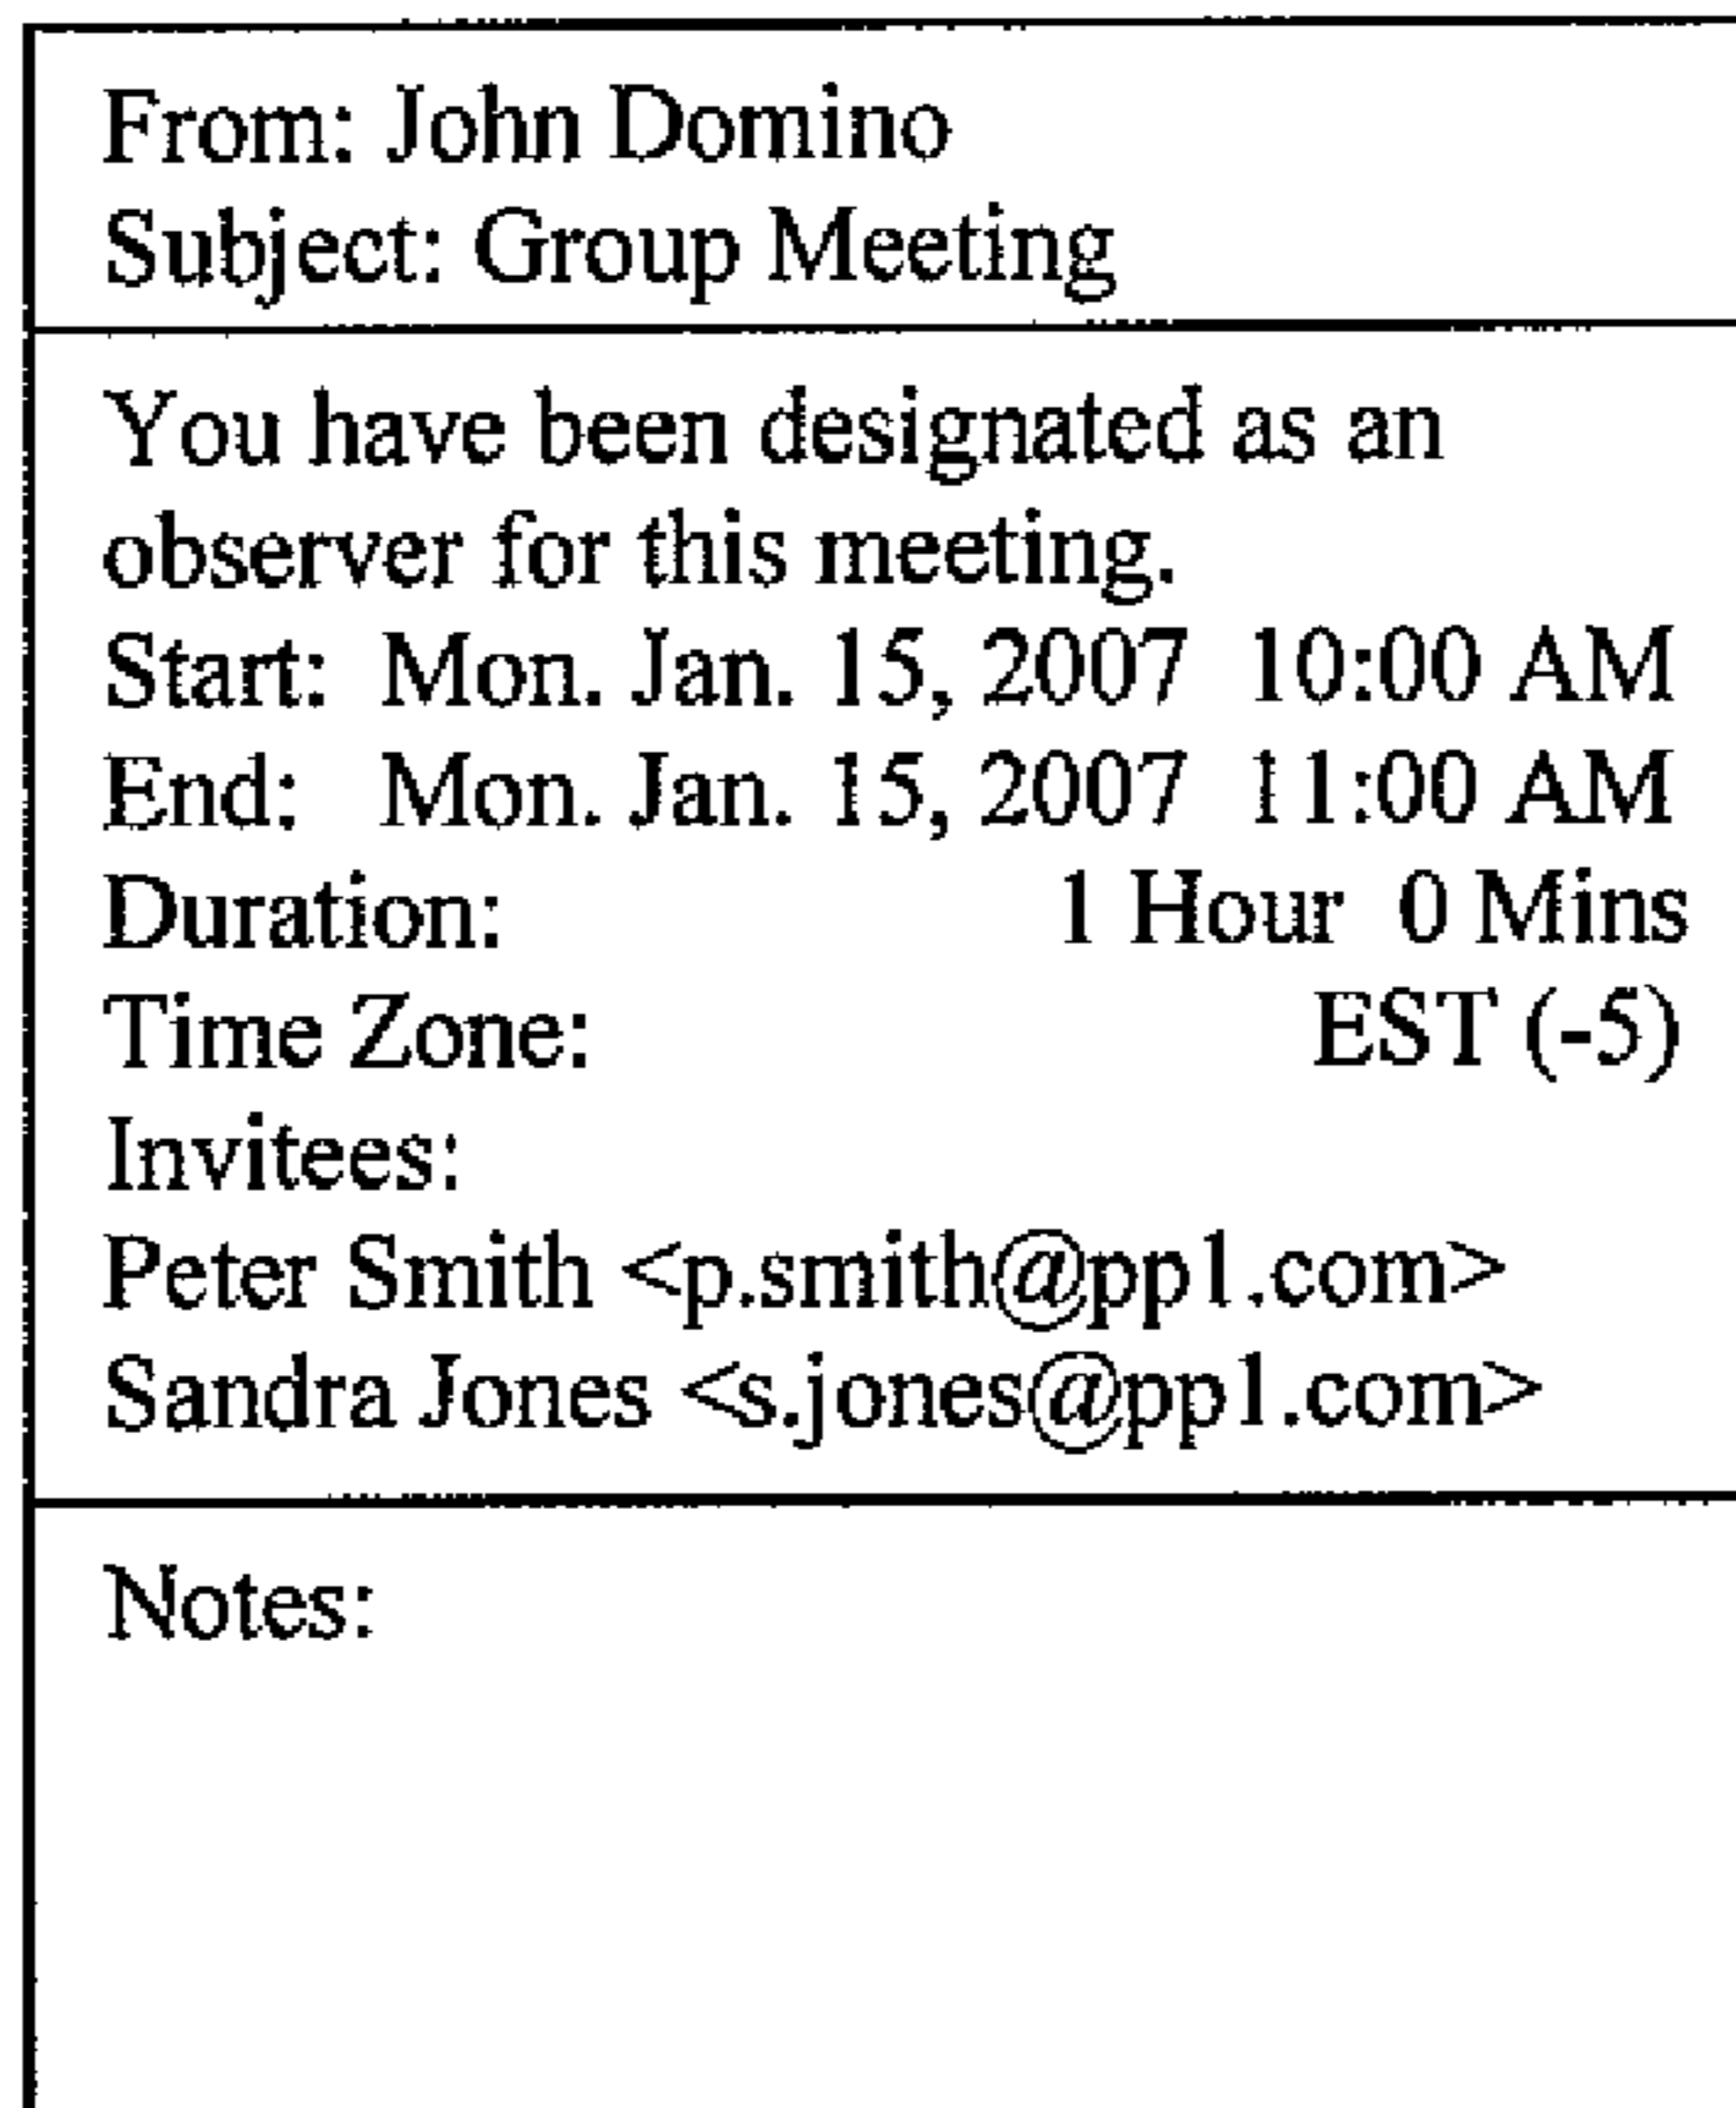 From: John Domino
Subject: Group Meeting
You have been designated as an
observer for this meeting.
Start: Mon. Jan. 15, 2007 10:00 AM
End: Mon. Jan. 15, 2007 11:00 AM
Duration: 1 Hour 0 Mins
Time Zone: EST (-5)
Invitees:
Peter Smith <p.smith@pp1.com>
Sandra Jones <s.jones@pp1.com>
Notes: